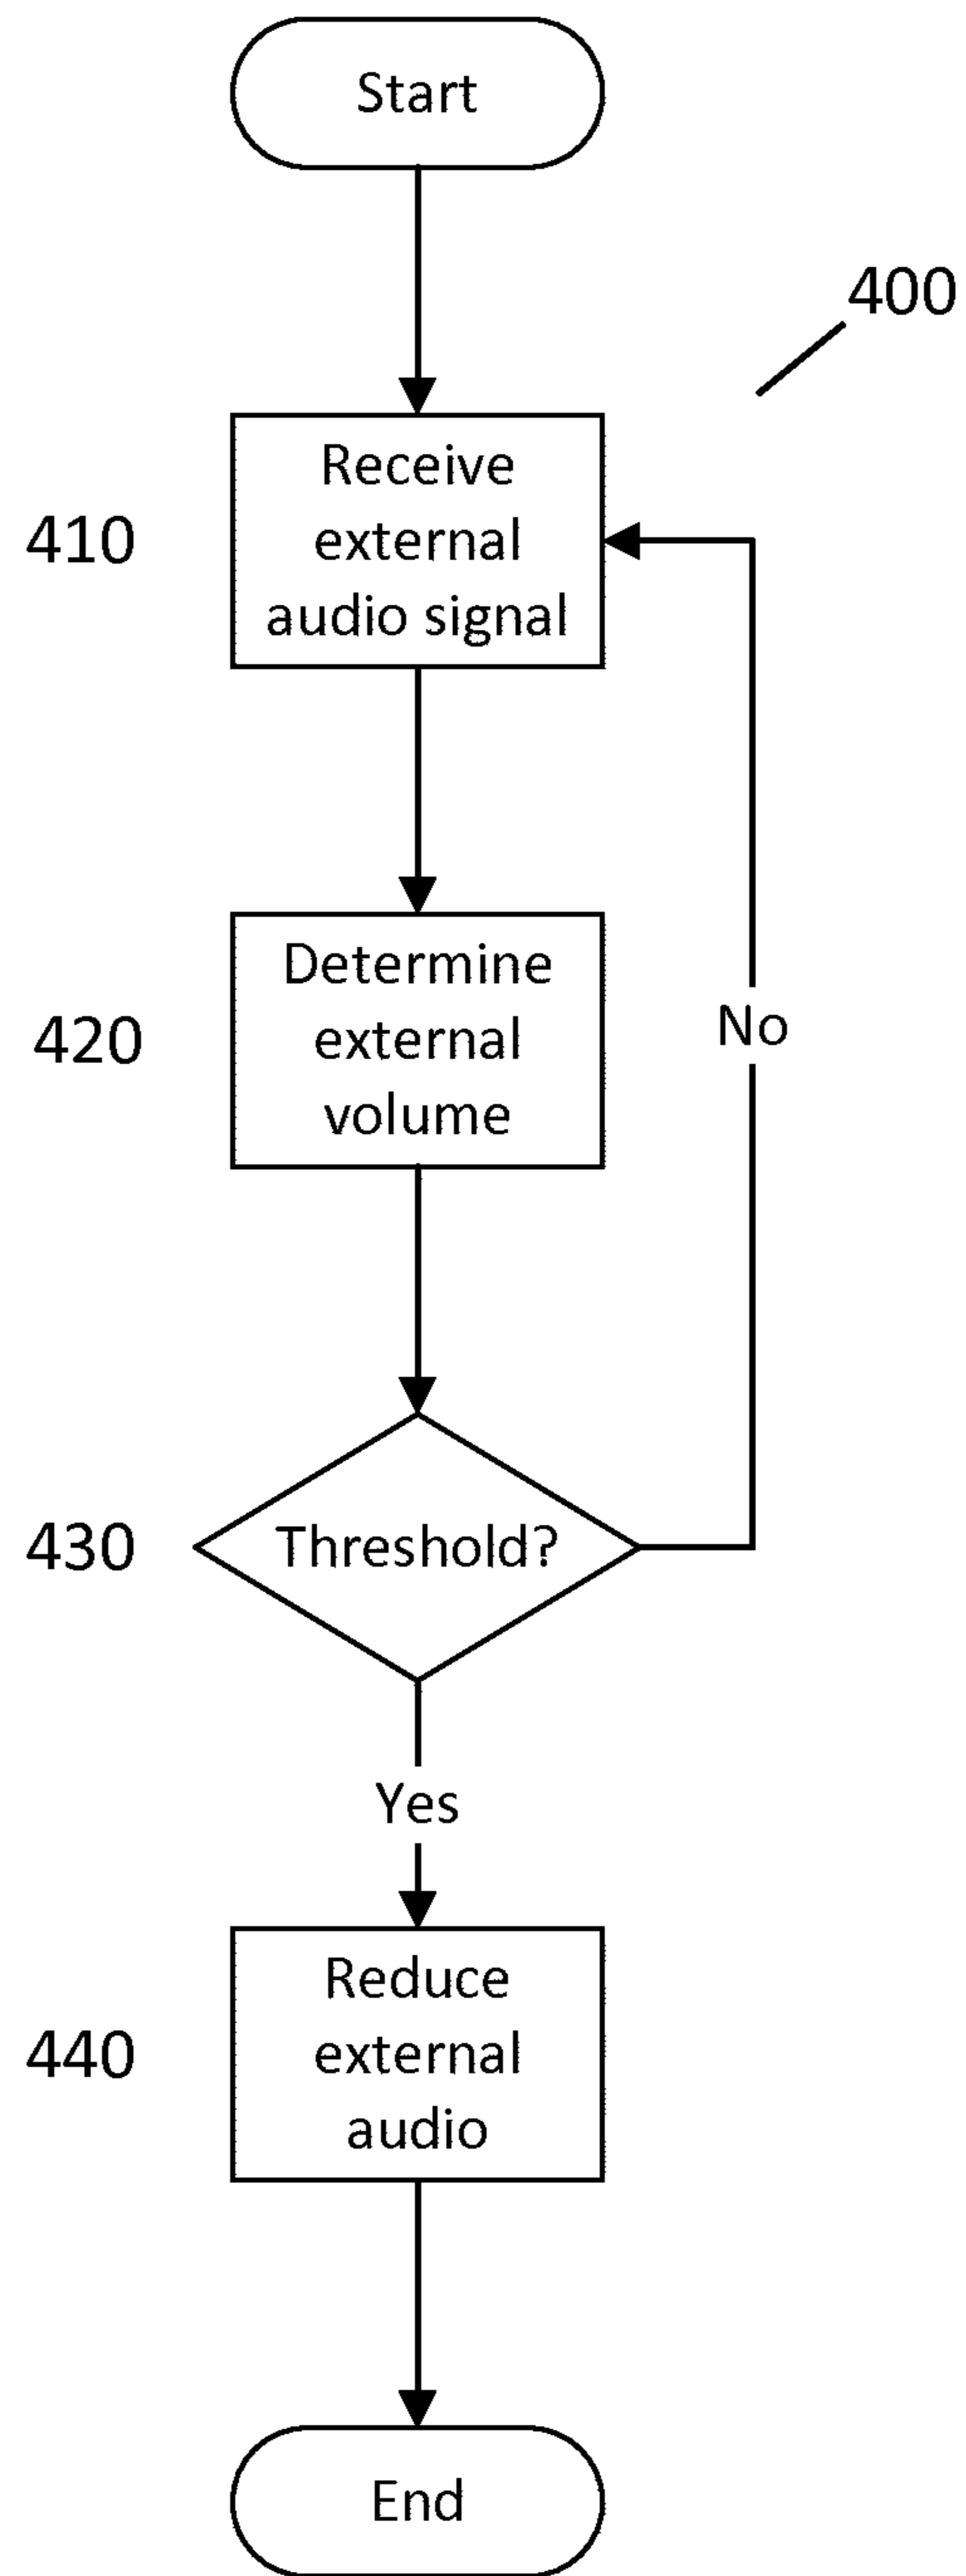 Start
400
410
Receive
external
audio signal
420
Determine
external
volume
No
430
Threshold?
Yes
440
Reduce
external
audio
End